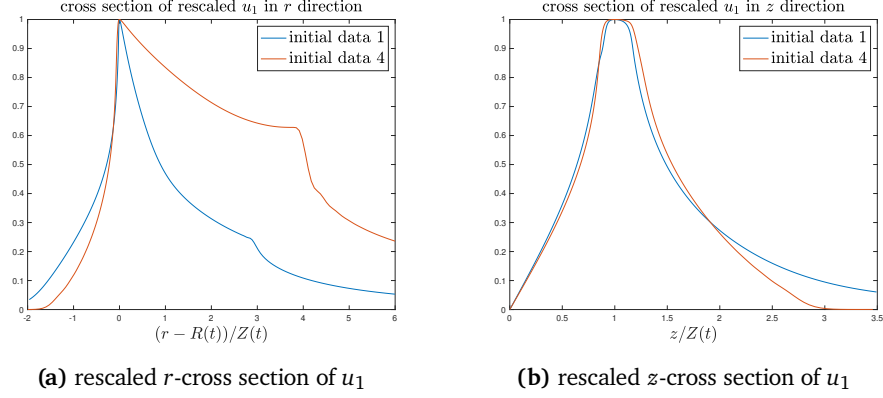 cross section of rescaled u₁ in r direction
initial data 1
initial data 4
1
0.9
0.8
0.7
0.6
0.5
0.4
0.3
0.2
0.1
0
-2 -1 0 1 2 3 4 5 6
(r − R(t))/Z(t)
(a) rescaled r-cross section of u₁
cross section of rescaled u₁ in z direction
initial data 1
initial data 4
1
0.9
0.8
0.7
0.6
0.5
0.4
0.3
0.2
0.1
0
0 0.5 1 1.5 2 2.5 3 3.5
z/Z(t)
(b) rescaled z-cross section of u₁